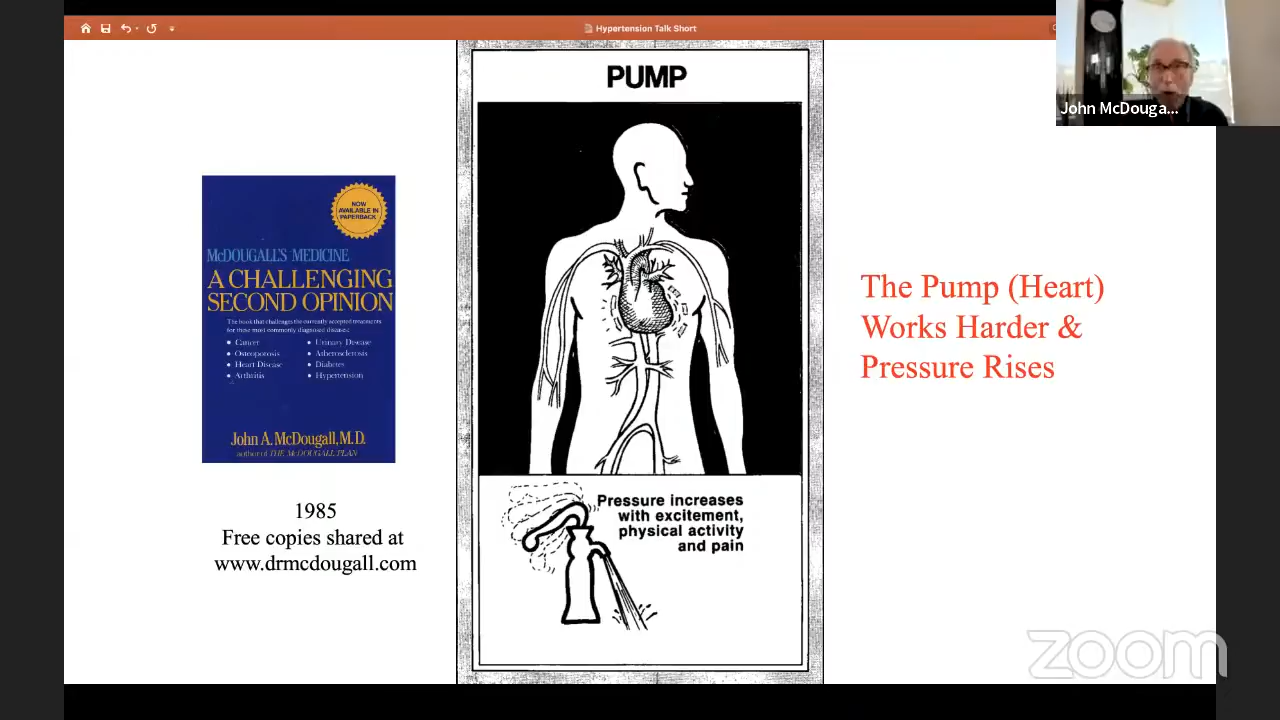 Hypertension Talk Short
John McDouga...
PUMP
NOW
AVAILABLE IN
PAPERBACK
McDOUGALL'S MEDICINE
A CHALLENGING
SECOND OPINION
The book that challenges the currently accepted treatments
for these most commonly diagnosed diseases:
• Cancer
• Osteoporosis
• Heart Disease
• Arthritis
• Urinary Disease
• Atherosclerosis
• Diabetes
• Hypertension
John A. McDougall, M.D.
author of THE McDOUGALL PLAN
1985
Free copies shared at
www.drmcdougall.com
Pressure increases
with excitement,
physical activity
and pain
The Pump (Heart)
Works Harder &
Pressure Rises
zoom